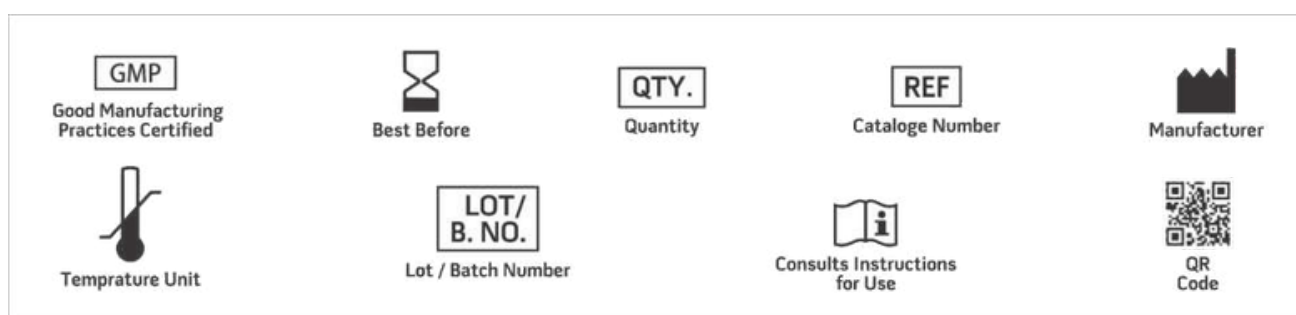 GMP
Good Manufacturing
Practices Certified
Best Before
QTY.
Quantity
REF
Cataloge Number
Manufacturer
Temprature Unit
LOT/
B. NO.
Lot / Batch Number
i
Consults Instructions
for Use
QR
Code